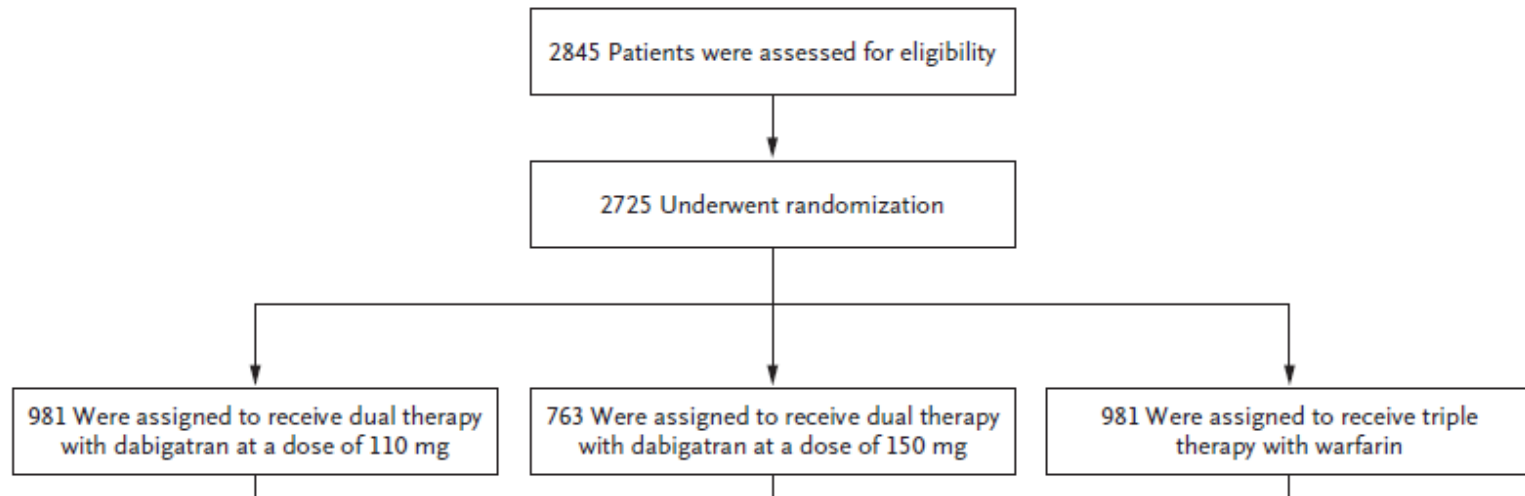 2845 Patients were assessed for eligibility
2725 Underwent randomization
981 Were assigned to receive dual therapy
with dabigatran at a dose of 110 mg
763 Were assigned to receive dual therapy
with dabigatran at a dose of 150 mg
981 Were assigned to receive triple
therapy with warfarin